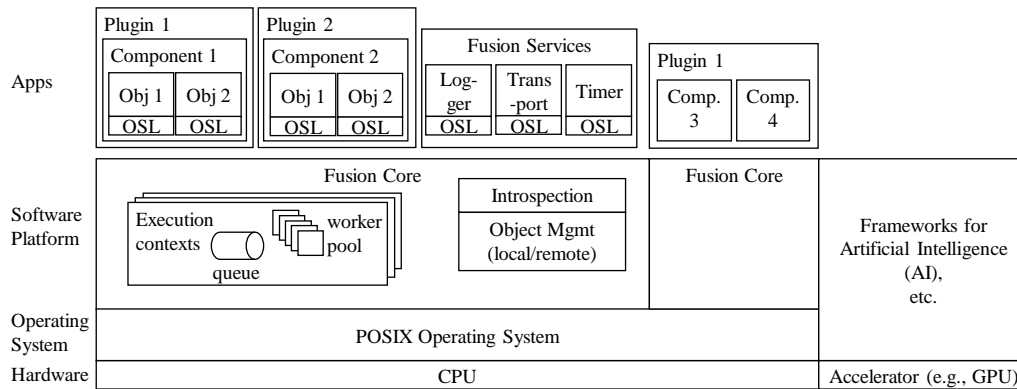 Plugin 1
Plugin 2
Component 1
Component 2
Fusion Services
Plugin 1
Apps
Obj 1
Obj 2
Obj 1
Obj 2
Log-
ger
Trans
-port
Timer
Comp.
3
Comp.
4
OSL
OSL
OSL
OSL
OSL
OSL
OSL
Fusion Core
Fusion Core
Software
Platform
Execution
contexts
queue
worker
pool
Introspection
Object Mgmt
(local/remote)
Frameworks for
Artificial Intelligence
(AI),
etc.
Operating
System
POSIX Operating System
Hardware
CPU
Accelerator (e.g., GPU)